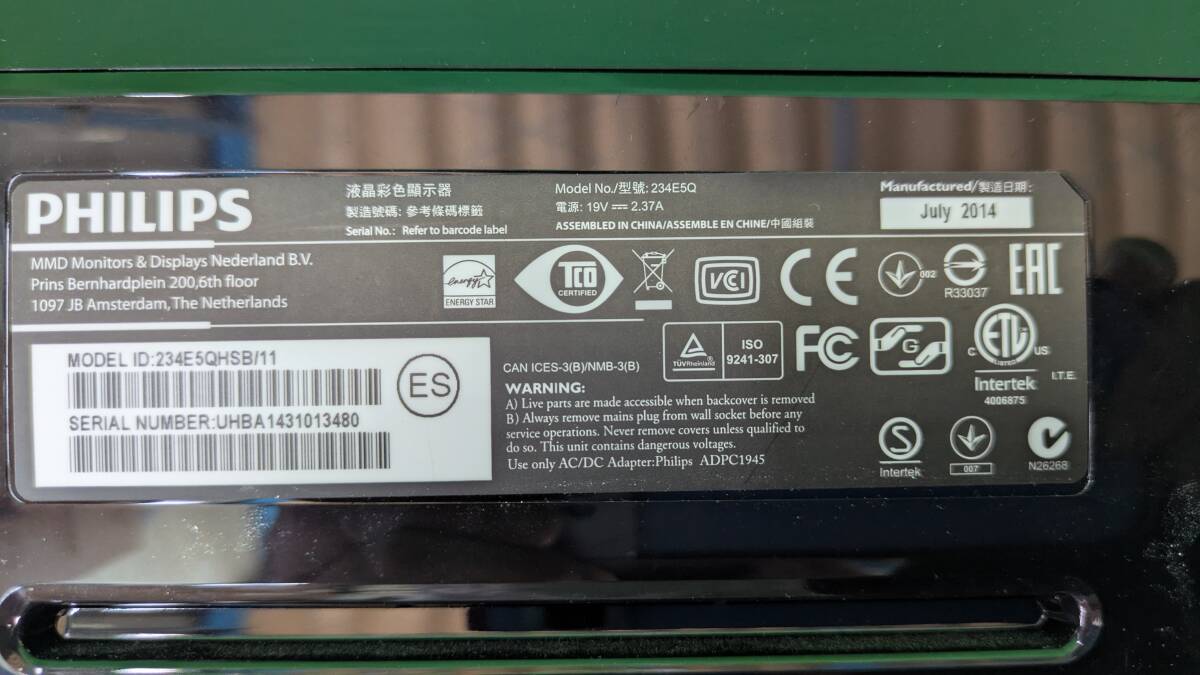 PHILIPS
液晶彩色顯示器
製造號碼: 參考條碼標籤
Serial No.: Refer to barcode label
Model No./型號: 234E5Q
電源: 19V ⎓ 2.37A
ASSEMBLED IN CHINA/ASSEMBLE EN CHINE/中國組裝
Manufactured/製造日期:
July 2014
MMD Monitors & Displays Nederland B.V.
Prins Bernhardplein 200,6th floor
1097 JB Amsterdam, The Netherlands
energy
ENERGY STAR
TCO
CERTIFIED
VCCI
CE
002
R33037
EAC
MODEL ID:234E5QHSB/11
SERIAL NUMBER:UHBA1431013480
ES
CAN ICES-3(B)/NMB-3(B)
TÜVRheinland
ISO
9241-307
FC
G
ETL
LISTED
C US
Intertek
4006875
I.T.E.
WARNING:
A) Live parts are made accessible when backcover is removed
B) Always remove mains plug from wall socket before any
service operations. Never remove covers unless qualified to
do so. This unit contains dangerous voltages.
Use only AC/DC Adapter:Philips ADPC1945
S
Intertek
007
N26268